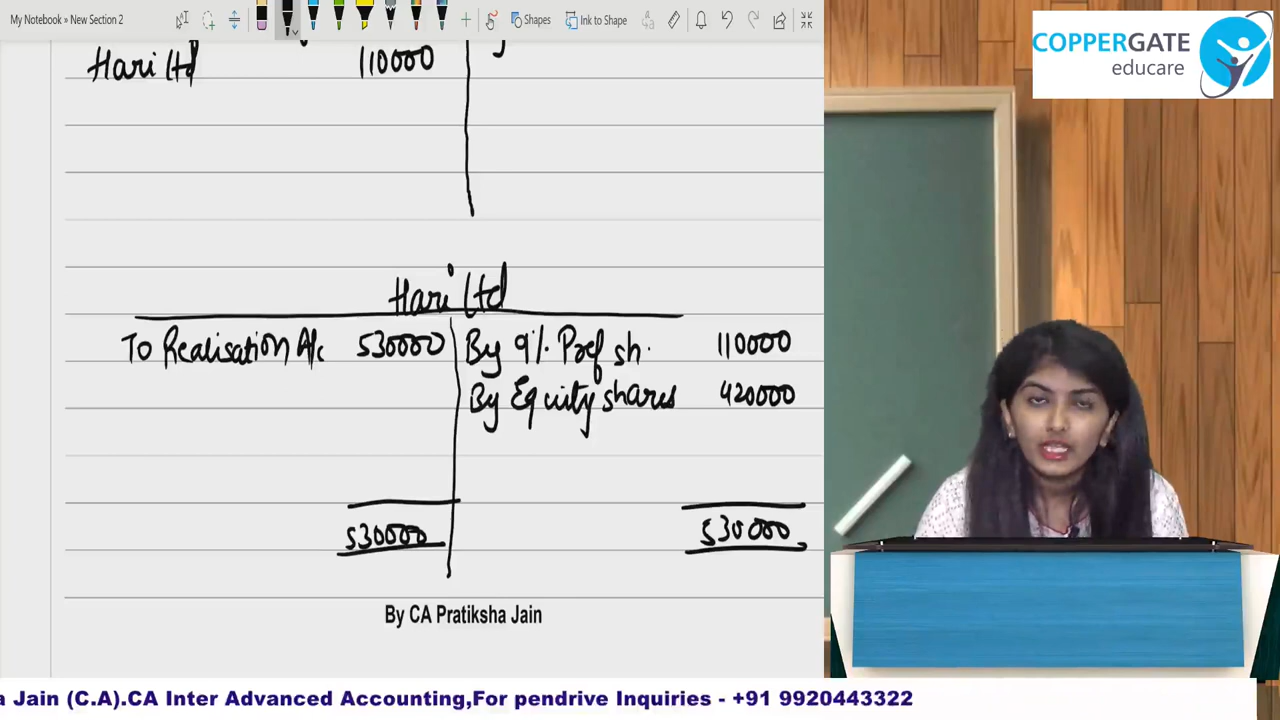 My Notebook » New Section 2
Shapes
Ink to Shape
COPPERGATE
educare
Hari Ltd 110000
Hari Ltd
To Realisation A/c 530000 By 9% Pref sh. 110000
By Equity shares 420000
530000 530000
By CA Pratiksha Jain
a Jain (C.A).CA Inter Advanced Accounting,For pendrive Inquiries - +91 9920443322